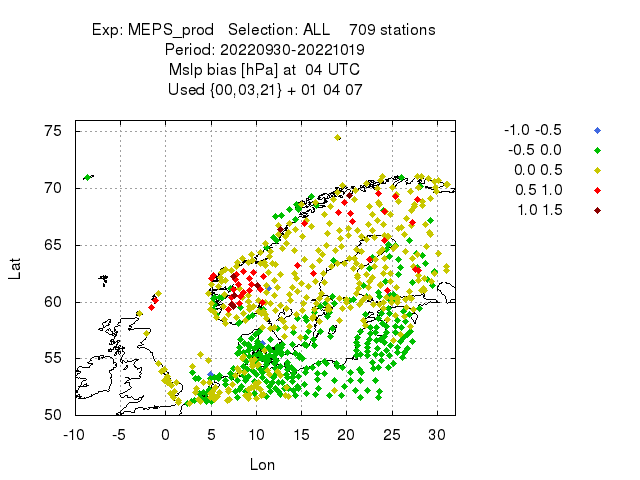 Exp: MEPS_prod   Selection: ALL    709 stations
Period: 20220930-20221019
Mslp bias [hPa] at  04 UTC
Used {00,03,21} + 01 04 07
-1.0 -0.5
-0.5 0.0
0.0 0.5
0.5 1.0
1.0 1.5
75
70
65
60
55
50
Lat
-10 -5 0 5 10 15 20 25 30
Lon